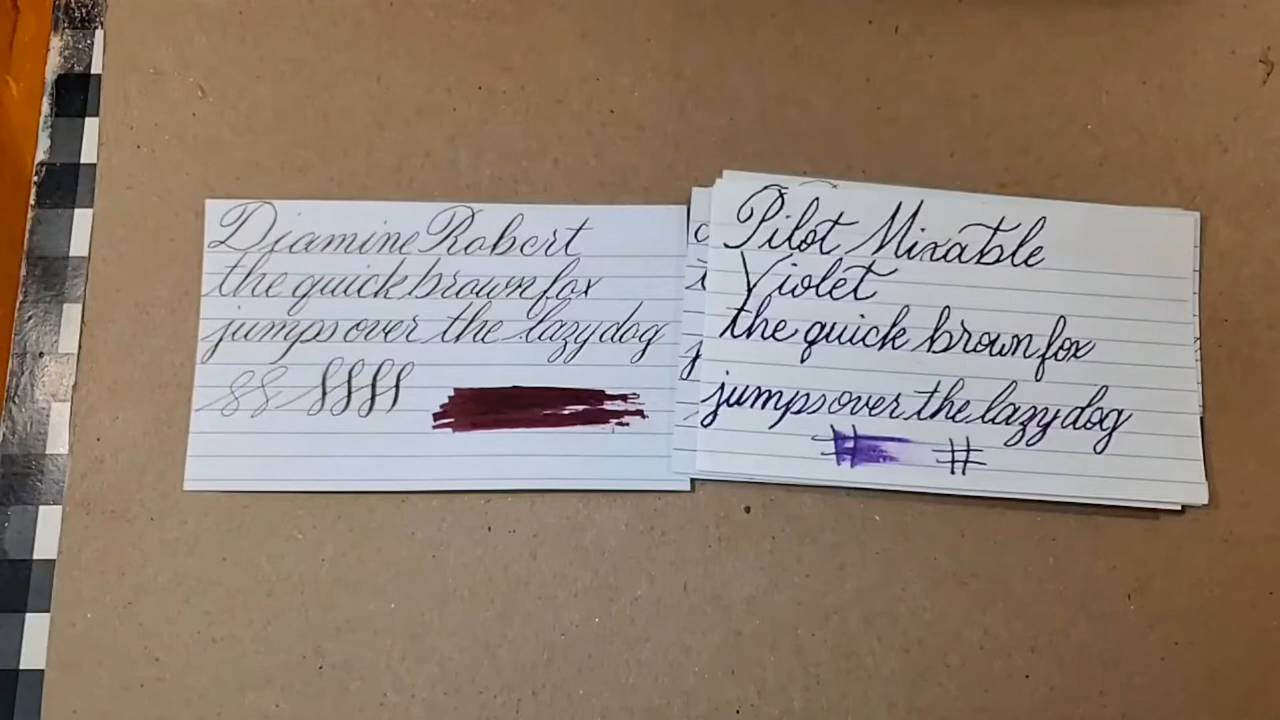 Diamine Robert
the quick brown fox
jumps over the lazy dog
Pilot Mixable
Violet
the quick brown fox
jumps over the lazy dog
# #